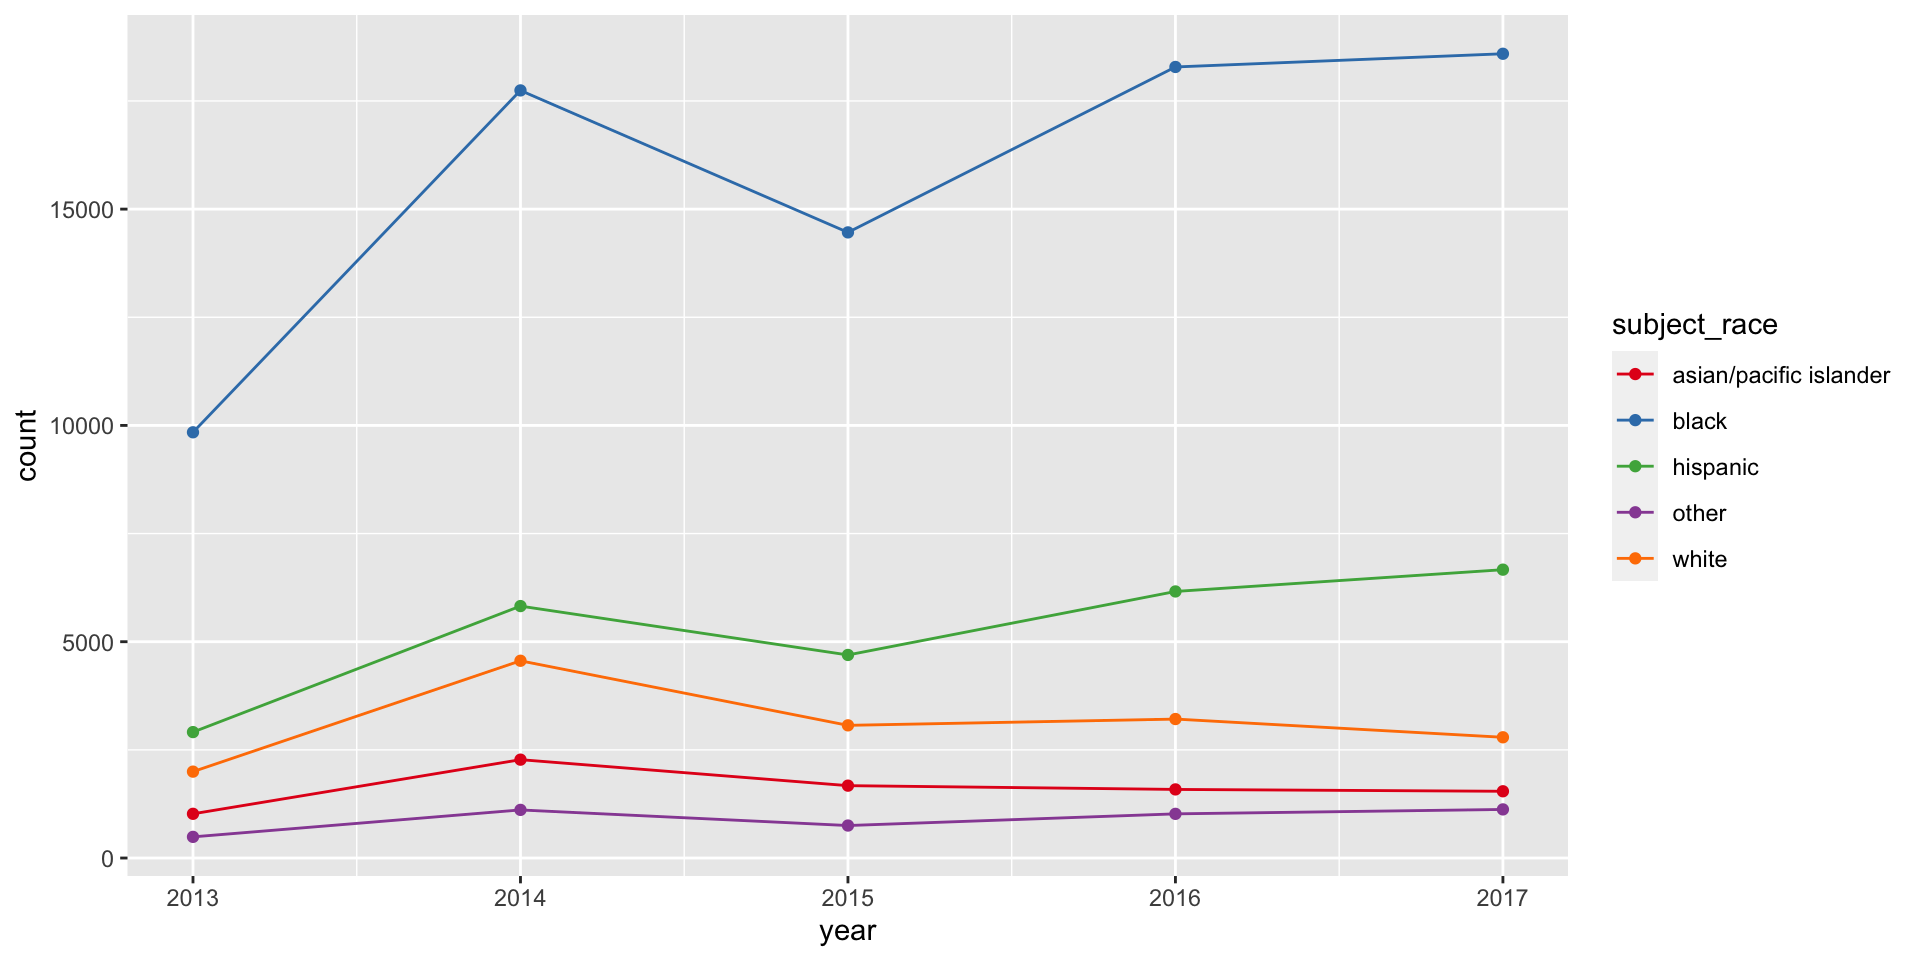 15000
10000
5000
0
count
2013 2014 2015 2016 2017
year
subject_race
asian/pacific islander
black
hispanic
other
white